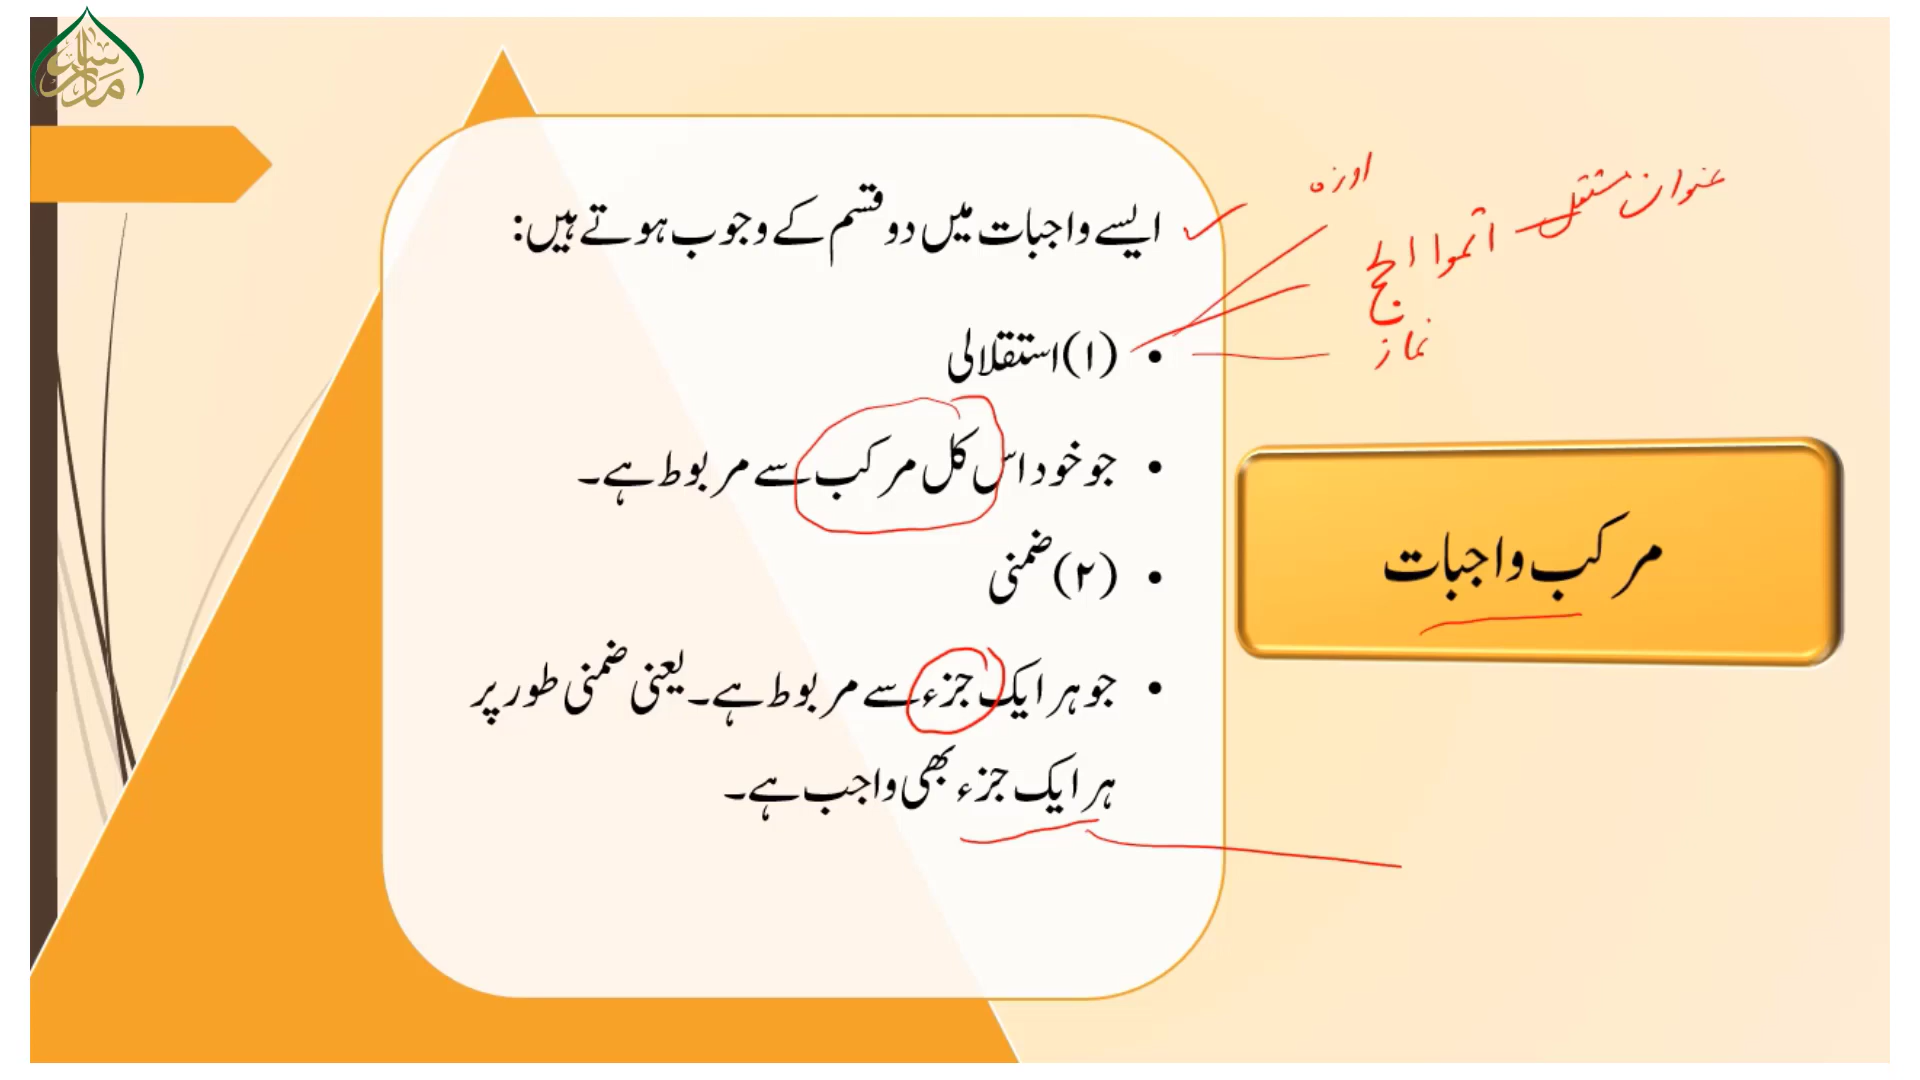 ایسے واجبات میں دو قسم کے وجوب ہوتے ہیں:
• (۱) استقلالی
• جو خود اس کل مرکب سے مربوط ہے۔
• (۲) ضمنی
• جو ہر ایک جزء سے مربوط ہے۔ یعنی ضمنی طور پر
ہر ایک جزء بھی واجب ہے۔
مرکب واجبات
عنوان مستقل
اتموا الحج
نماز